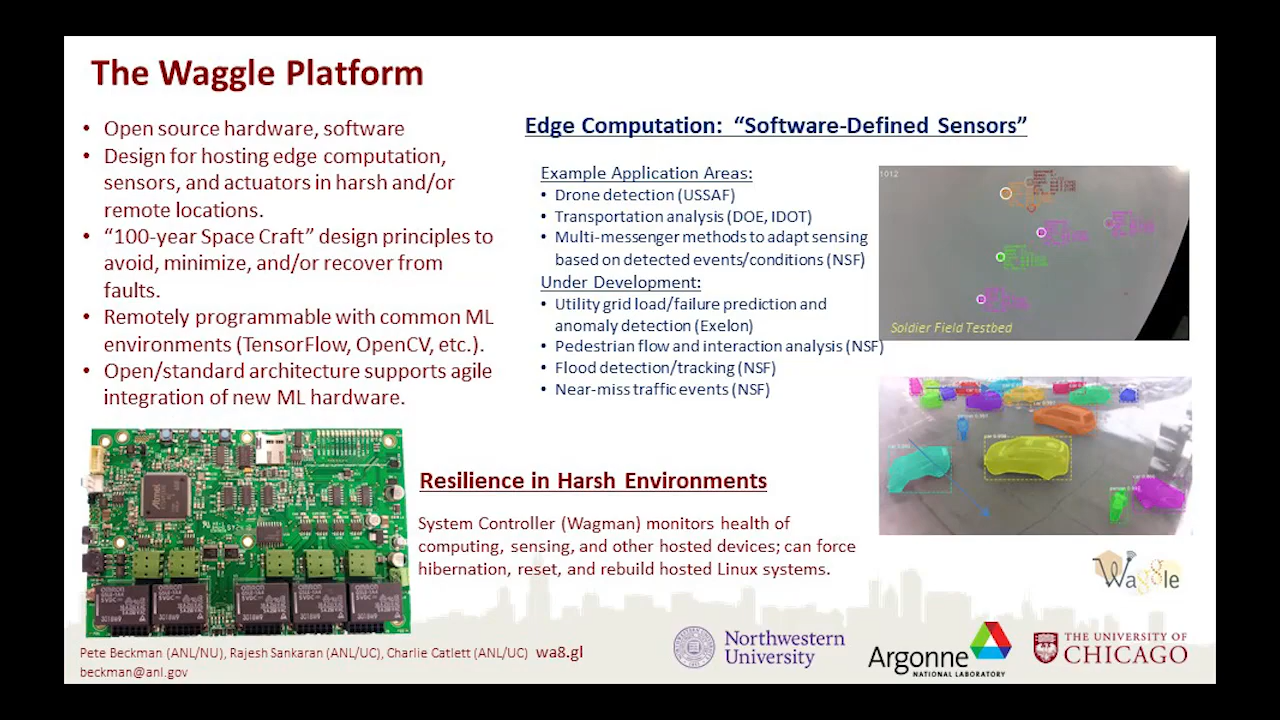 The Waggle Platform
• Open source hardware, software
• Design for hosting edge computation,
sensors, and actuators in harsh and/or
remote locations.
• “100-year Space Craft” design principles to
avoid, minimize, and/or recover from
faults.
• Remotely programmable with common ML
environments (TensorFlow, OpenCV, etc.).
• Open/standard architecture supports agile
integration of new ML hardware.
Edge Computation: “Software-Defined Sensors”
Example Application Areas:
• Drone detection (USSAF)
• Transportation analysis (DOE, IDOT)
• Multi-messenger methods to adapt sensing
based on detected events/conditions (NSF)
Under Development:
• Utility grid load/failure prediction and
anomaly detection (Exelon)
• Pedestrian flow and interaction analysis (NSF)
• Flood detection/tracking (NSF)
• Near-miss traffic events (NSF)
1012
Soldier Field Testbed
Resilience in Harsh Environments
System Controller (Wagman) monitors health of
computing, sensing, and other hosted devices; can force
hibernation, reset, and rebuild hosted Linux systems.
Atmel
OMRON
Waggle
Pete Beckman (ANL/NU), Rajesh Sankaran (ANL/UC), Charlie Catlett (ANL/UC) wa8.gl
beckman@anl.gov
Northwestern
University
Argonne
NATIONAL LABORATORY
THE UNIVERSITY OF
CHICAGO